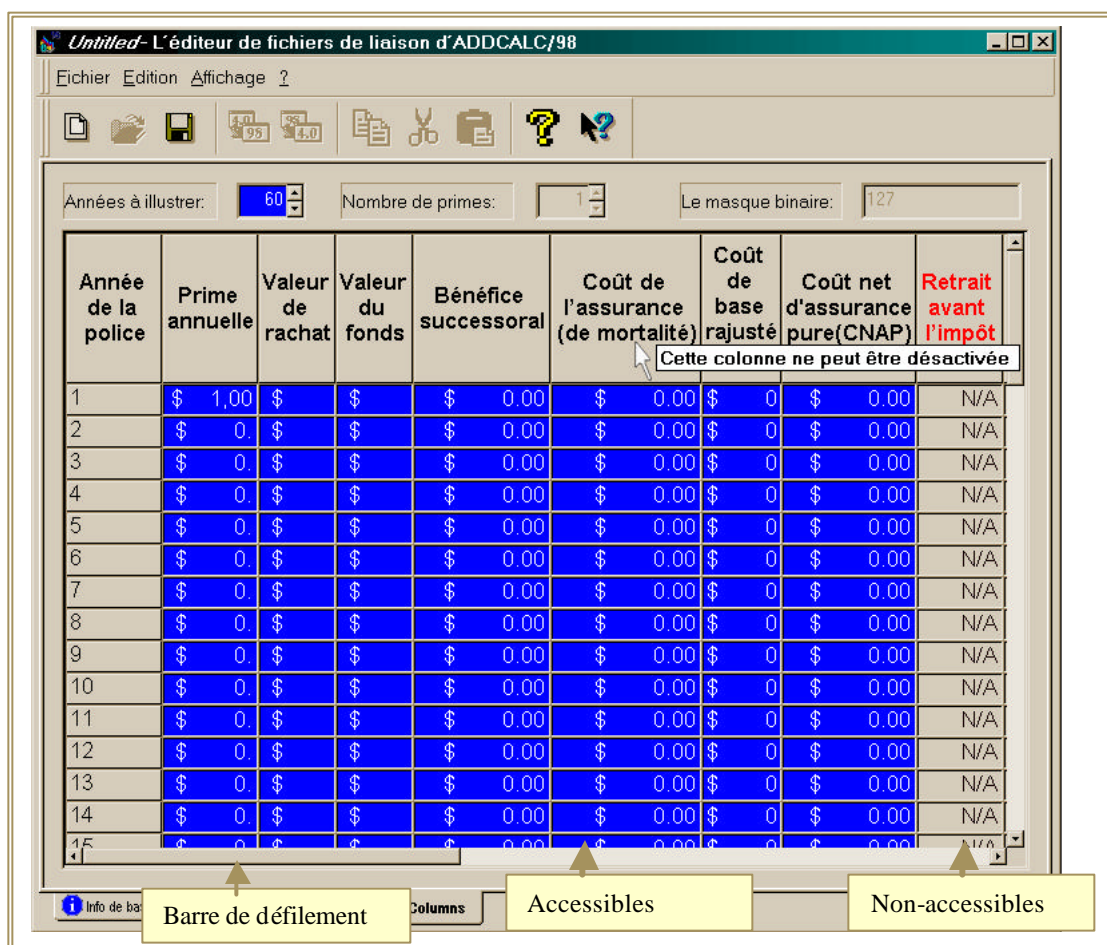 Untitled- L´éditeur de fichiers de liaison d´ADDCALC/98
Fichier Edition Affichage ?
Années à illustrer: 60 Nombre de primes: 1 Le masque binaire: 127
Année de la police
Prime annuelle
Valeur de rachat
Valeur du fonds
Bénéfice successoral
Coût de l’assurance (de mortalité)
Coût de base rajusté
Coût net d'assurance pure(CNAP)
Retrait avant l’impôt
Cette colonne ne peut être désactivée
1 $ 1,00 $ $ $ 0.00 $ 0.00 $ 0 $ 0.00 N/A
2 $ 0. $ $ $ 0.00 $ 0.00 $ 0 $ 0.00 N/A
3 $ 0. $ $ $ 0.00 $ 0.00 $ 0 $ 0.00 N/A
4 $ 0. $ $ $ 0.00 $ 0.00 $ 0 $ 0.00 N/A
5 $ 0. $ $ $ 0.00 $ 0.00 $ 0 $ 0.00 N/A
6 $ 0. $ $ $ 0.00 $ 0.00 $ 0 $ 0.00 N/A
7 $ 0. $ $ $ 0.00 $ 0.00 $ 0 $ 0.00 N/A
8 $ 0. $ $ $ 0.00 $ 0.00 $ 0 $ 0.00 N/A
9 $ 0. $ $ $ 0.00 $ 0.00 $ 0 $ 0.00 N/A
10 $ 0. $ $ $ 0.00 $ 0.00 $ 0 $ 0.00 N/A
11 $ 0. $ $ $ 0.00 $ 0.00 $ 0 $ 0.00 N/A
12 $ 0. $ $ $ 0.00 $ 0.00 $ 0 $ 0.00 N/A
13 $ 0. $ $ $ 0.00 $ 0.00 $ 0 $ 0.00 N/A
14 $ 0. $ $ $ 0.00 $ 0.00 $ 0 $ 0.00 N/A
Info de
Columns
Barre de défilement
Accessibles
Non-accessibles